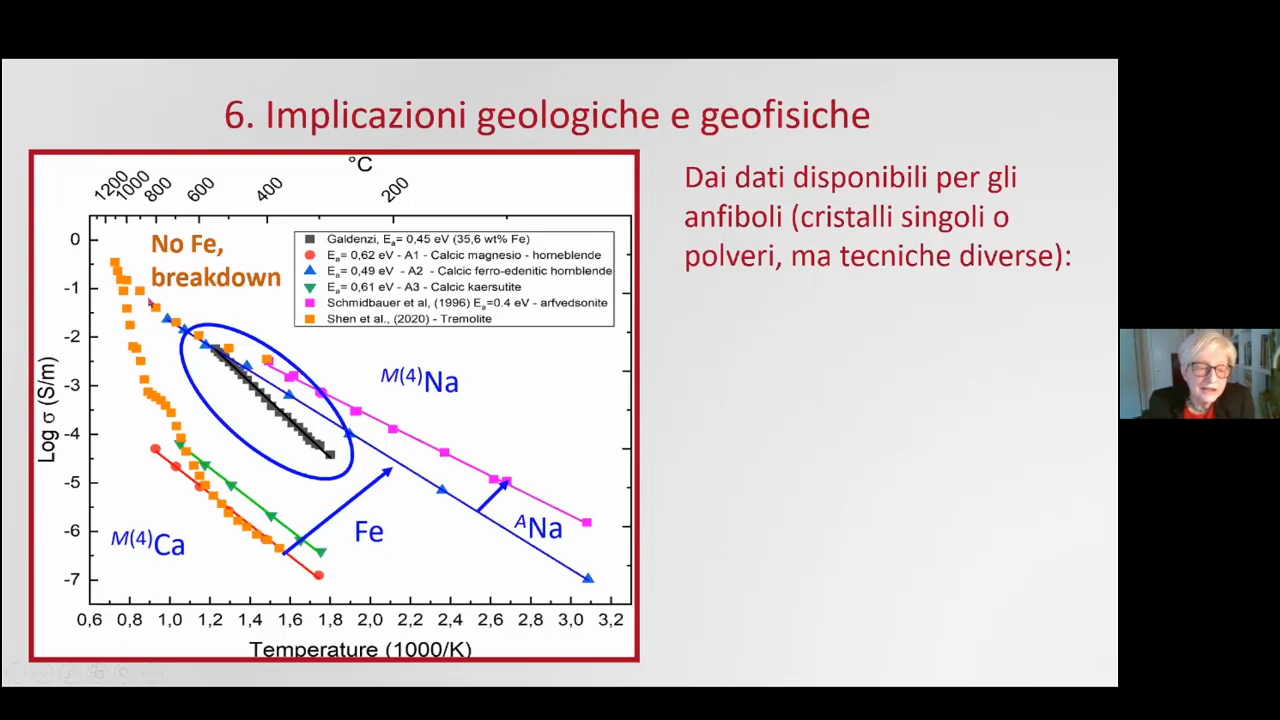 6. Implicazioni geologiche e geofisiche
°C
1200 1000 800 600 400 200
No Fe,
breakdown
Galdenzi, Eₐ= 0,45 eV (35,6 wt% Fe)
Eₐ= 0,62 eV - A1 - Calcic magnesio - horneblende
Eₐ= 0,49 eV - A2 - Calcic ferro-edenitic hornblende
Eₐ= 0,61 eV - A3 - Calcic kaersutite
Schmidbauer et al, (1996) Eₐ=0.4 eV - arfvedsonite
Shen et al., (2020) - Tremolite
0
-1
-2
-3
-4
-5
-6
-7
Log σ (S/m)
M(4)Na
M(4)Ca
Fe
ANa
0,6 0,8 1,0 1,2 1,4 1,6 1,8 2,0 2,2 2,4 2,6 2,8 3,0 3,2
Temperature (1000/K)
Dai dati disponibili per gli
anfiboli (cristalli singoli o
polveri, ma tecniche diverse):